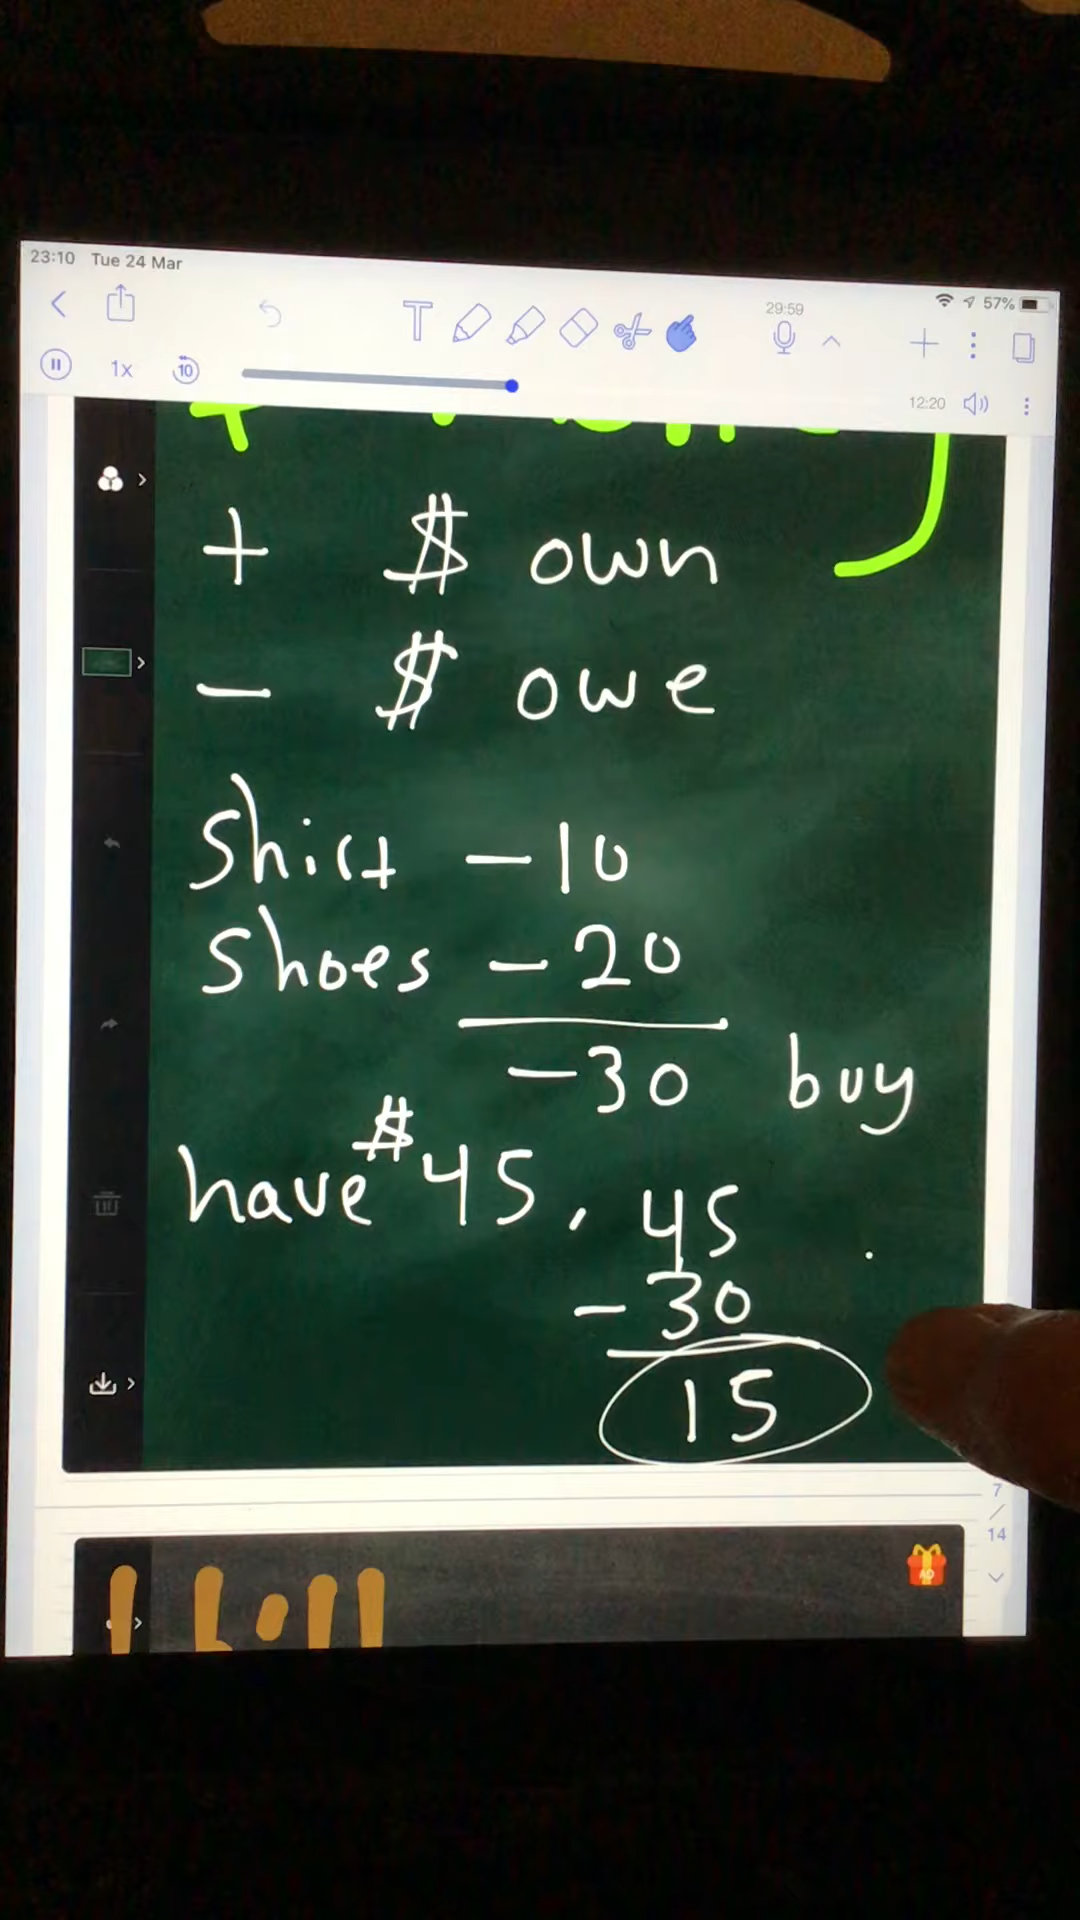 23:10 Tue 24 Mar
57%
T
29:59
1x
10
12:20
+ $ own
- $ owe
Shirt -10
Shoes -20
-30 buy
have $45, 45
-30
15
7
/
14
AD